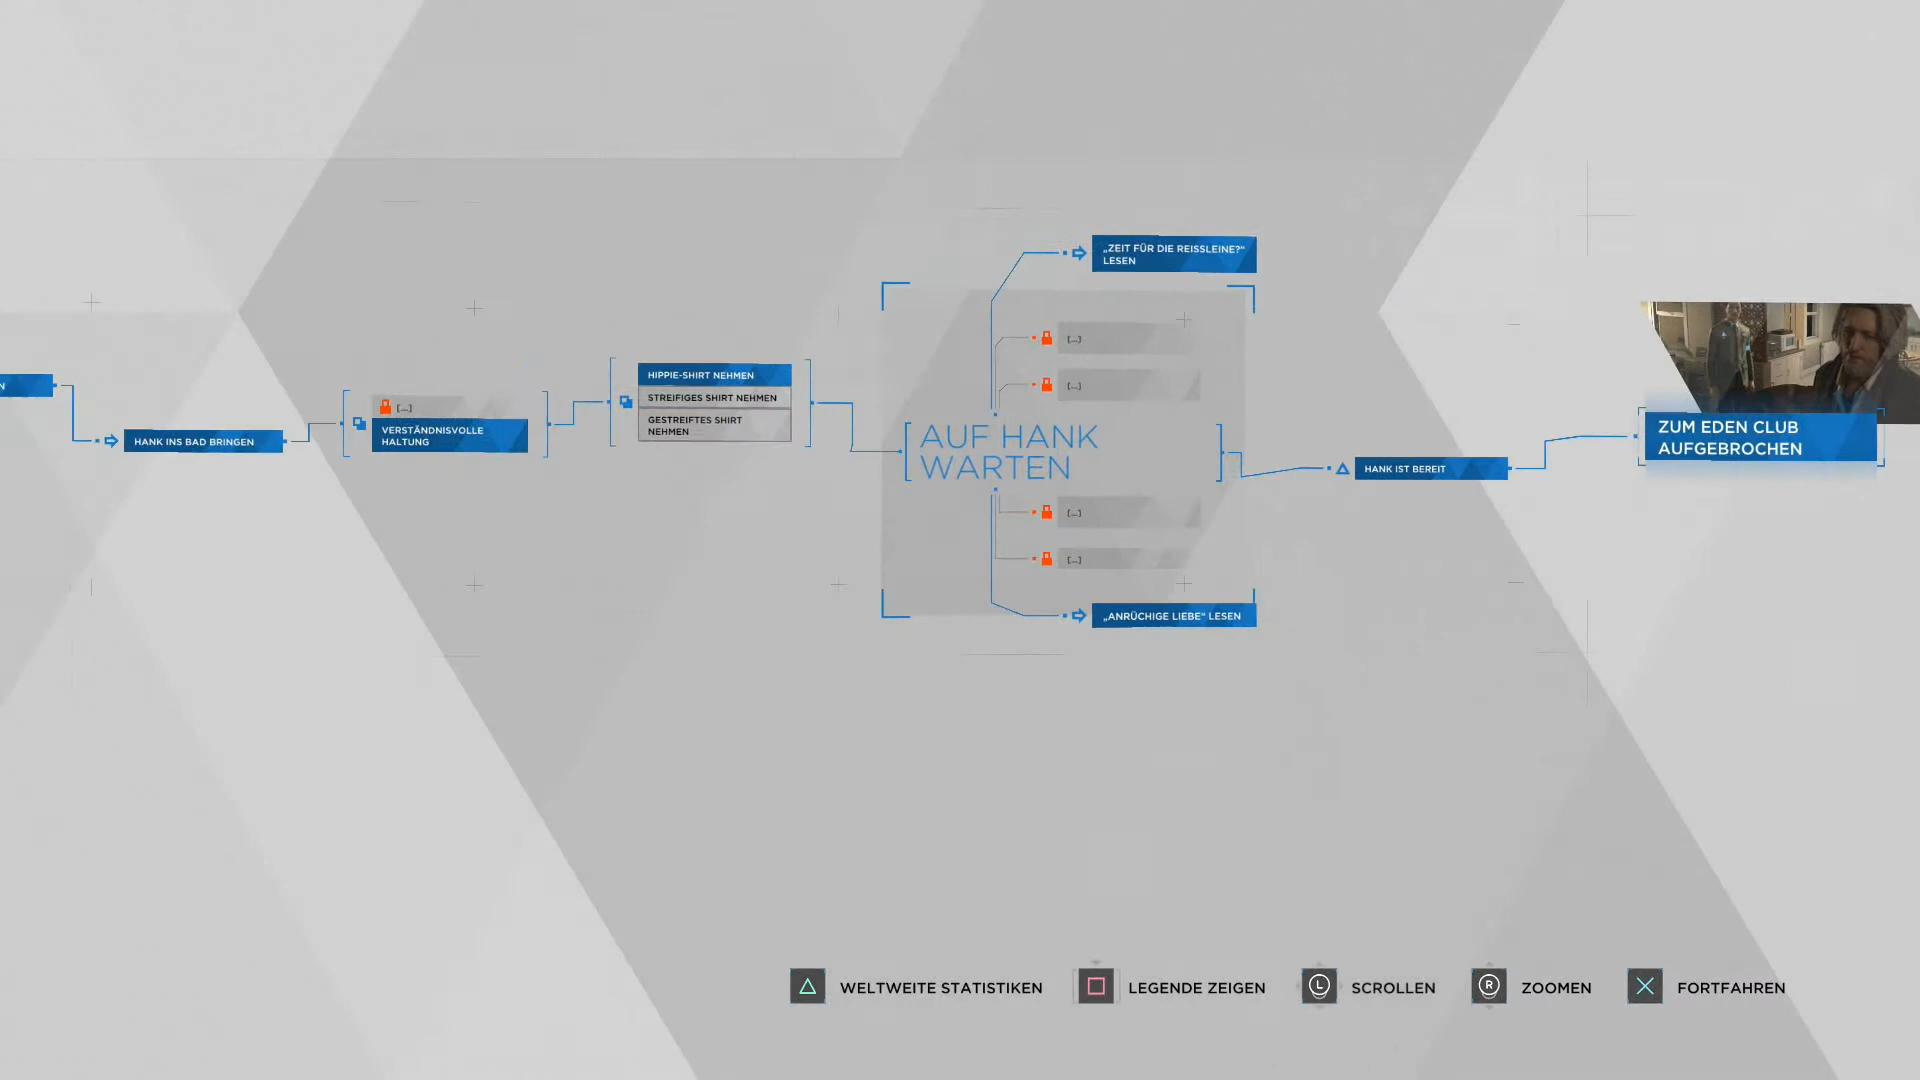 N
HANK INS BAD BRINGEN
[...]
VERSTÄNDNISVOLLE
HALTUNG
HIPPIE-SHIRT NEHMEN
STREIFIGES SHIRT NEHMEN
GESTREIFTES SHIRT
NEHMEN
„ZEIT FÜR DIE REISSLEINE?“
LESEN
[...]
[...]
AUF HANK
WARTEN
[...]
[...]
„ANRÜCHIGE LIEBE“ LESEN
HANK IST BEREIT
ZUM EDEN CLUB
AUFGEBROCHEN
WELTWEITE STATISTIKEN
LEGENDE ZEIGEN
L
SCROLLEN
R
ZOOMEN
FORTFAHREN